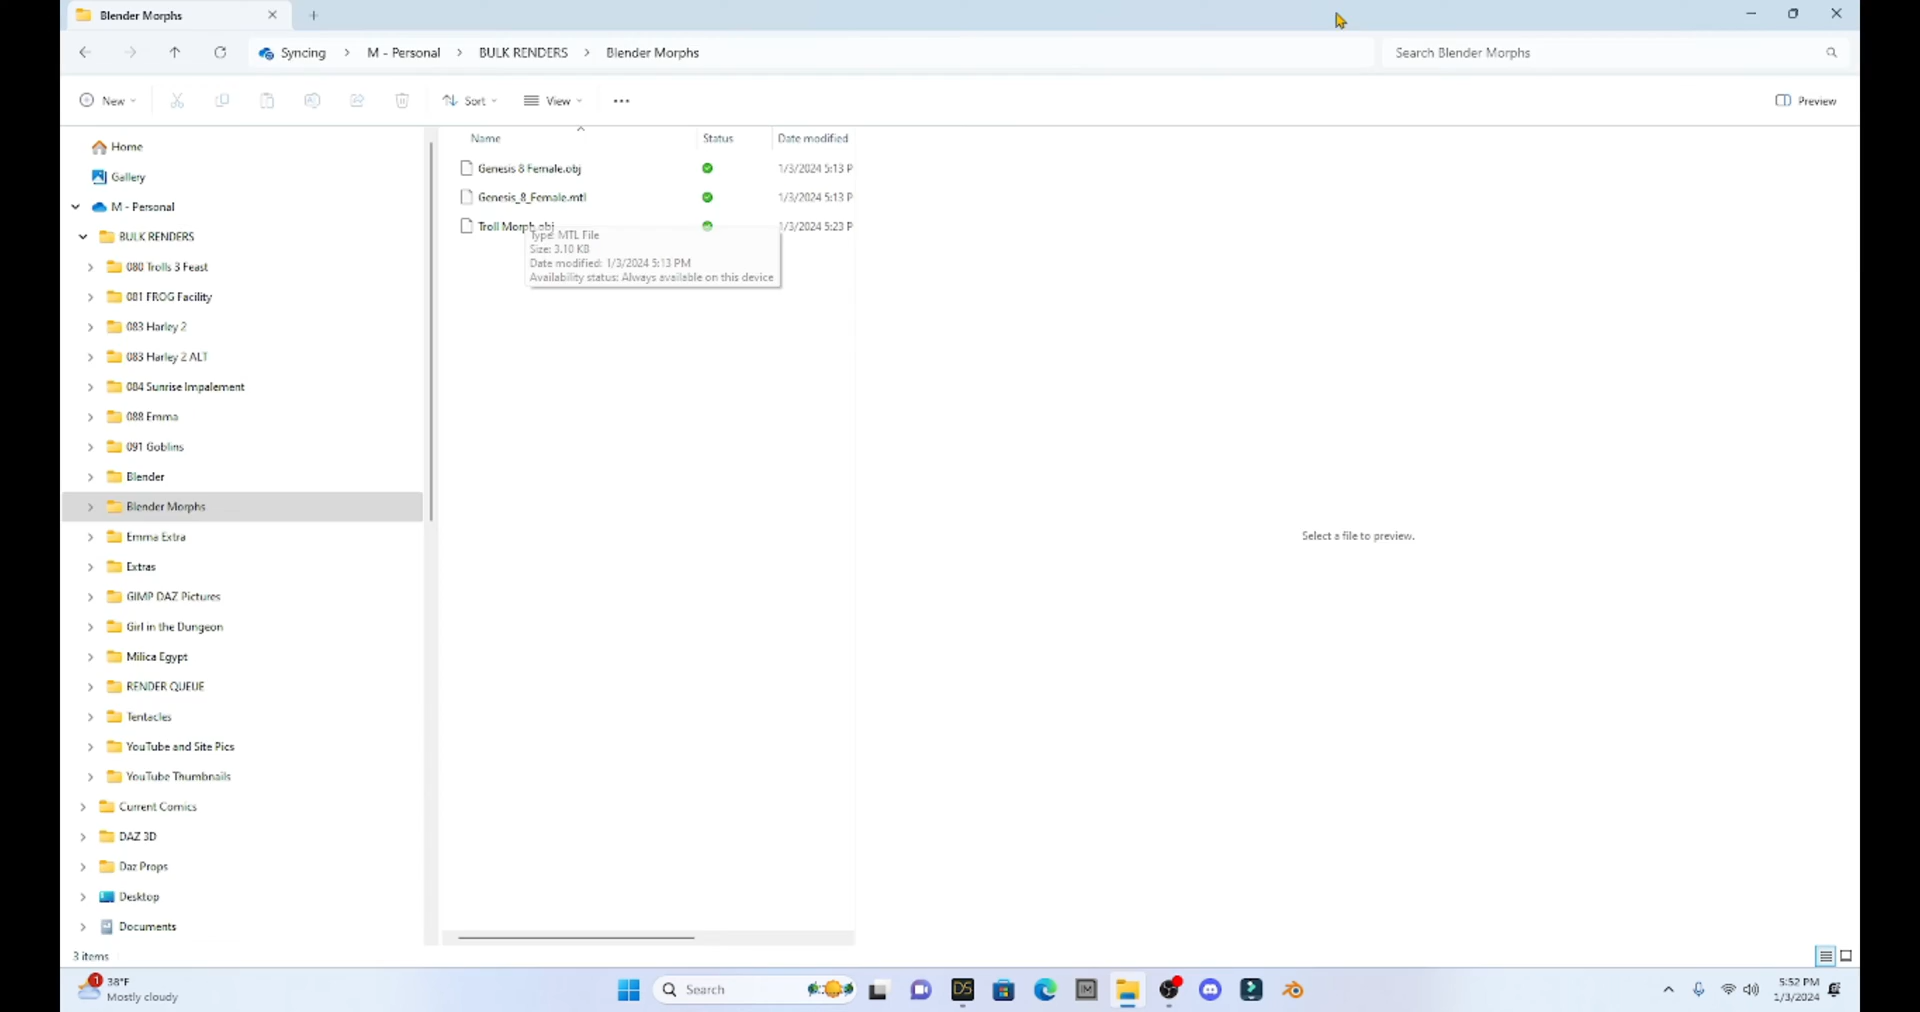 Blender Morphs
Syncing > M - Personal > BULK RENDERS > Blender Morphs
Search Blender Morphs
New
Sort
View
Preview
Home
Gallery
M - Personal
BULK RENDERS
080 Trolls 3 Feast
081 FROG Facility
083 Harley 2
083 Harley 2 ALT
084 Sunrise Impalement
088 Emma
091 Goblins
Blender
Blender Morphs
Emma Extra
Extras
GIMP DAZ Pictures
Girl in the Dungeon
Milica Egypt
RENDER QUEUE
Tentacles
YouTube and Site Pics
YouTube Thumbnails
Current Comics
DAZ 3D
Daz Props
Desktop
Documents
Name Status Date modified
Genesis 8 Female.obj 1/3/2024 5:13 P
Genesis_8_Female.mtl 1/3/2024 5:13 P
Troll Morph.obj 1/3/2024 5:23 P
Type: MTL File
Size: 3.10 KB
Date modified: 1/3/2024 5:13 PM
Availability status: Always available on this device
Select a file to preview.
3 items
1
38°F
Mostly cloudy
Search
DS
IM
5:52 PM
1/3/2024